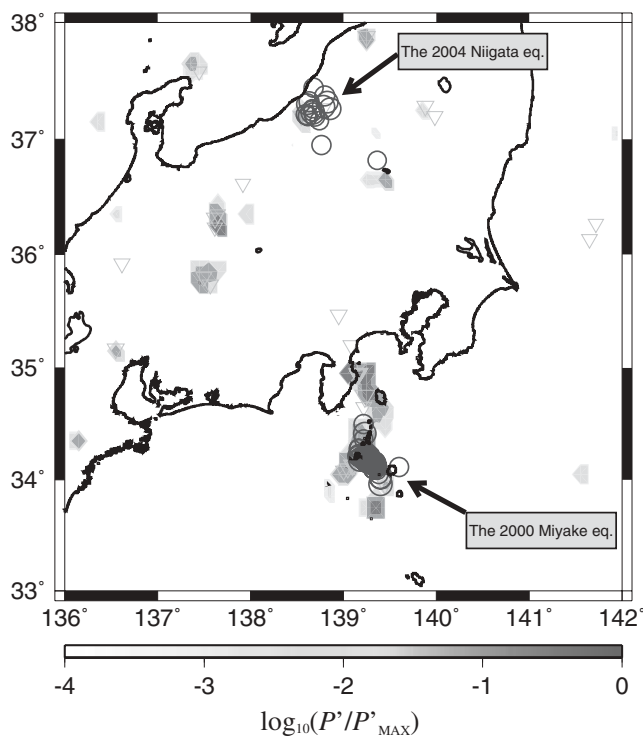 38°
The 2004 Niigata eq.
37°
36°
35°
34°
The 2000 Miyake eq.
33°
136° 137° 138° 139° 140° 141° 142°
-4 -3 -2 -1 0
log₁₀(P'/P'MAX)